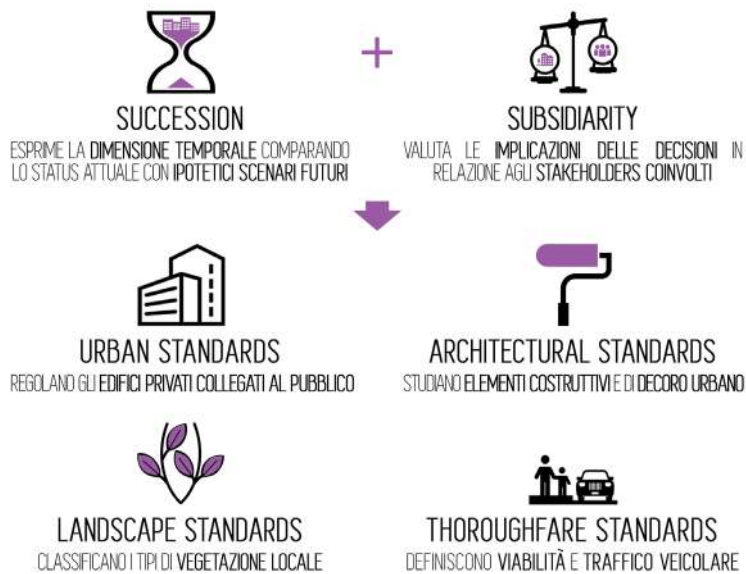 SUCCESSION
ESPRIME LA DIMENSIONE TEMPORALE COMPARANDO
LO STATUS ATTUALE CON IPOTETICI SCENARI FUTURI
+
SUBSIDIARITY
VALUTA LE IMPLICAZIONI DELLE DECISIONI IN
RELAZIONE AGLI STAKEHOLDERS COINVOLTI
URBAN STANDARDS
REGOLANO GLI EDIFICI PRIVATI COLLEGATI AL PUBBLICO
ARCHITECTURAL STANDARDS
STUDIANO ELEMENTI COSTRUTTIVI E DI DECORO URBANO
LANDSCAPE STANDARDS
CLASSIFICANO I TIPI DI VEGETAZIONE LOCALE
THOROUGHFARE STANDARDS
DEFINISCONO VIABILITÀ E TRAFFICO VEICOLARE